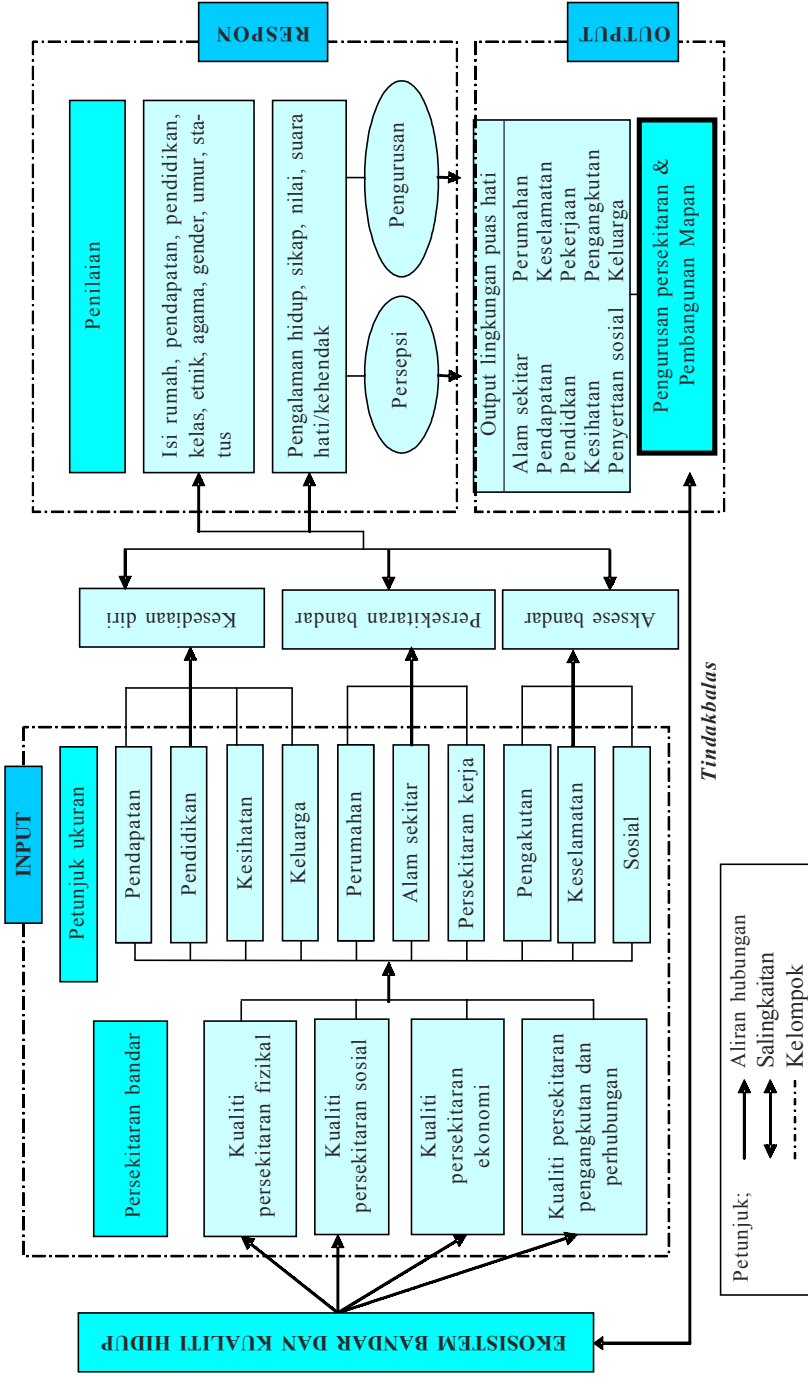 EKOSISTEM BANDAR DAN KUALITI HIDUP
INPUT
Persekitaran bandar
Kualiti
persekitaran fizikal
Kualiti
persekitaran sosial
Kualiti
persekitaran
ekonomi
Kualiti persekitaran
pengangkutan dan
perhubungan
Petunjuk ukuran
Pendapatan
Pendidikan
Kesihatan
Keluarga
Perumahan
Alam sekitar
Persekitaran kerja
Pengakutan
Keselamatan
Sosial
Kesediaan diri
Persekitaran bandar
Aksese bandar
RESPON
Penilaian
Isi rumah, pendapatan, pendidikan,
kelas, etnik, agama, gender, umur, sta-
tus
Pengalaman hidup, sikap, nilai, suara
hati/kehendak
Persepsi
Pengurusan
OUTPUT
Output lingkungan puas hati
Alam sekitar Perumahan
Pendapatan Keselamatan
Pendidkan Pekerjaan
Kesihatan Pengangkutan
Penyertaan sosial Keluarga
Pengurusan persekitaran &
Pembangunan Mapan
Tindakbalas
Petunjuk; Aliran hubungan
Salingkaitan
Kelompok